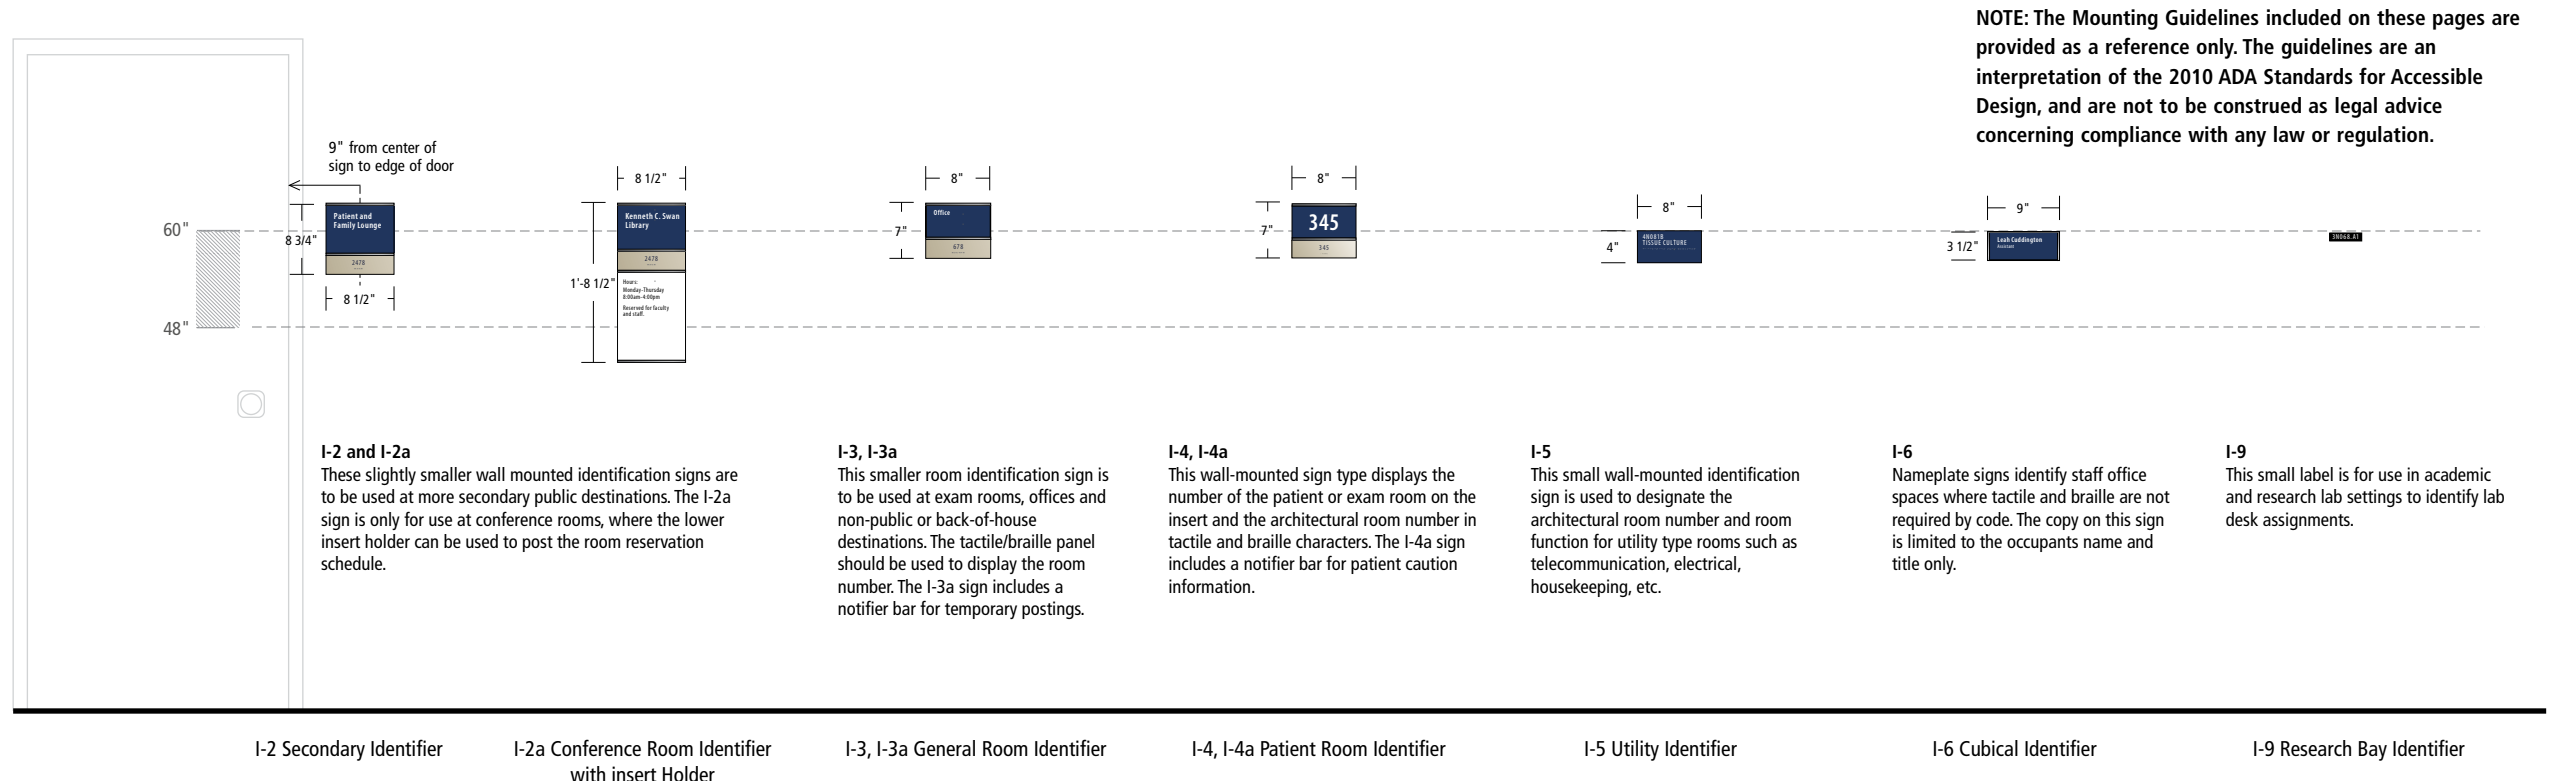 NOTE: The Mounting Guidelines included on these pages are
provided as a reference only. The guidelines are an
interpretation of the 2010 ADA Standards for Accessible
Design, and are not to be construed as legal advice
concerning compliance with any law or regulation.
9" from center of
sign to edge of door
60"
48"
8 3/4"
Patient and
Family Lounge
2478
8 1/2"
8 1/2"
1'-8 1/2"
Kenneth C. Swan
Library
2478
Hours:
Monday-Thursday
8:00am-4:00pm
Reserved for faculty
and staff.
8"
7"
Office
678
8"
7"
345
345
8"
4"
4N081B
TISSUE CULTURE
9"
3 1/2"
Leah Cuddington
Assistant
3N068.A1
I-2 and I-2a
These slightly smaller wall mounted identification signs are
to be used at more secondary public destinations. The I-2a
sign is only for use at conference rooms, where the lower
insert holder can be used to post the room reservation
schedule.
I-3, I-3a
This smaller room identification sign is
to be used at exam rooms, offices and
non-public or back-of-house
destinations. The tactile/braille panel
should be used to display the room
number. The I-3a sign includes a
notifier bar for temporary postings.
I-4, I-4a
This wall-mounted sign type displays the
number of the patient or exam room on the
insert and the architectural room number in
tactile and braille characters. The I-4a sign
includes a notifier bar for patient caution
information.
I-5
This small wall-mounted identification
sign is used to designate the
architectural room number and room
function for utility type rooms such as
telecommunication, electrical,
housekeeping, etc.
I-6
Nameplate signs identify staff office
spaces where tactile and braille are not
required by code. The copy on this sign
is limited to the occupants name and
title only.
I-9
This small label is for use in academic
and research lab settings to identify lab
desk assignments.
I-2 Secondary Identifier
I-2a Conference Room Identifier
with insert Holder
I-3, I-3a General Room Identifier
I-4, I-4a Patient Room Identifier
I-5 Utility Identifier
I-6 Cubical Identifier
I-9 Research Bay Identifier